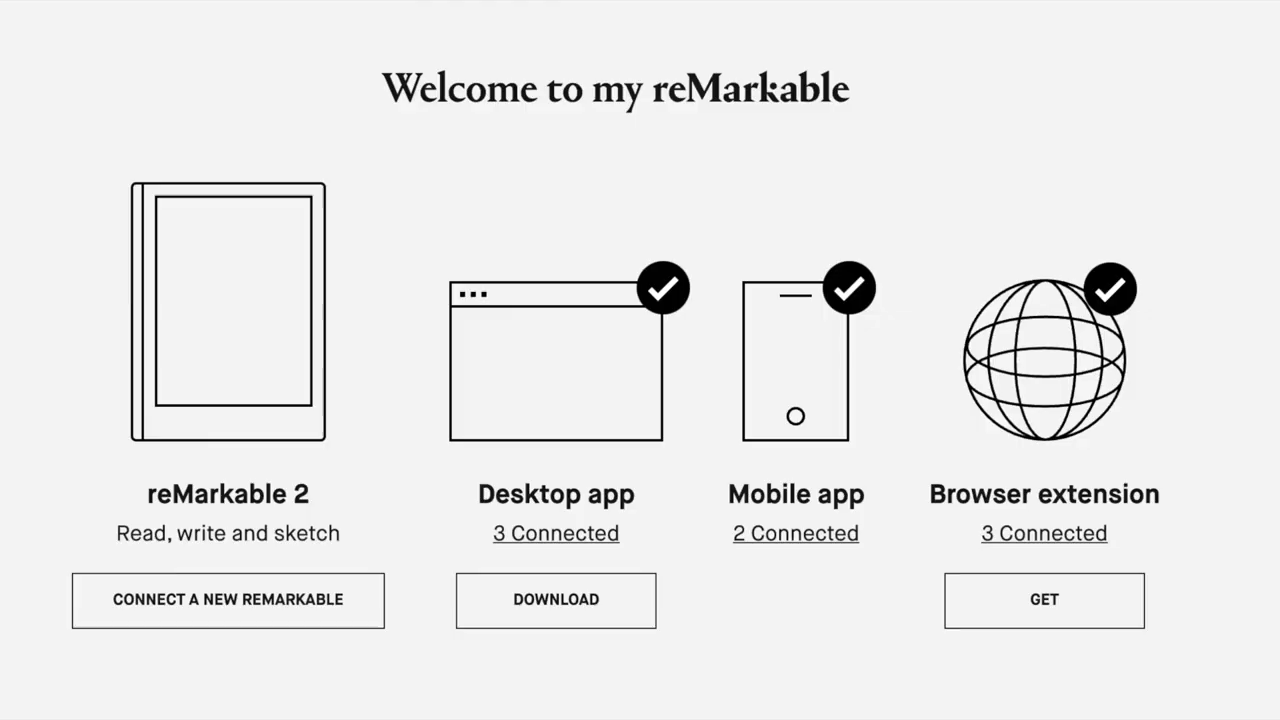 Welcome to my reMarkable
reMarkable 2
Read, write and sketch
CONNECT A NEW REMARKABLE
Desktop app
3 Connected
DOWNLOAD
Mobile app
2 Connected
Browser extension
3 Connected
GET